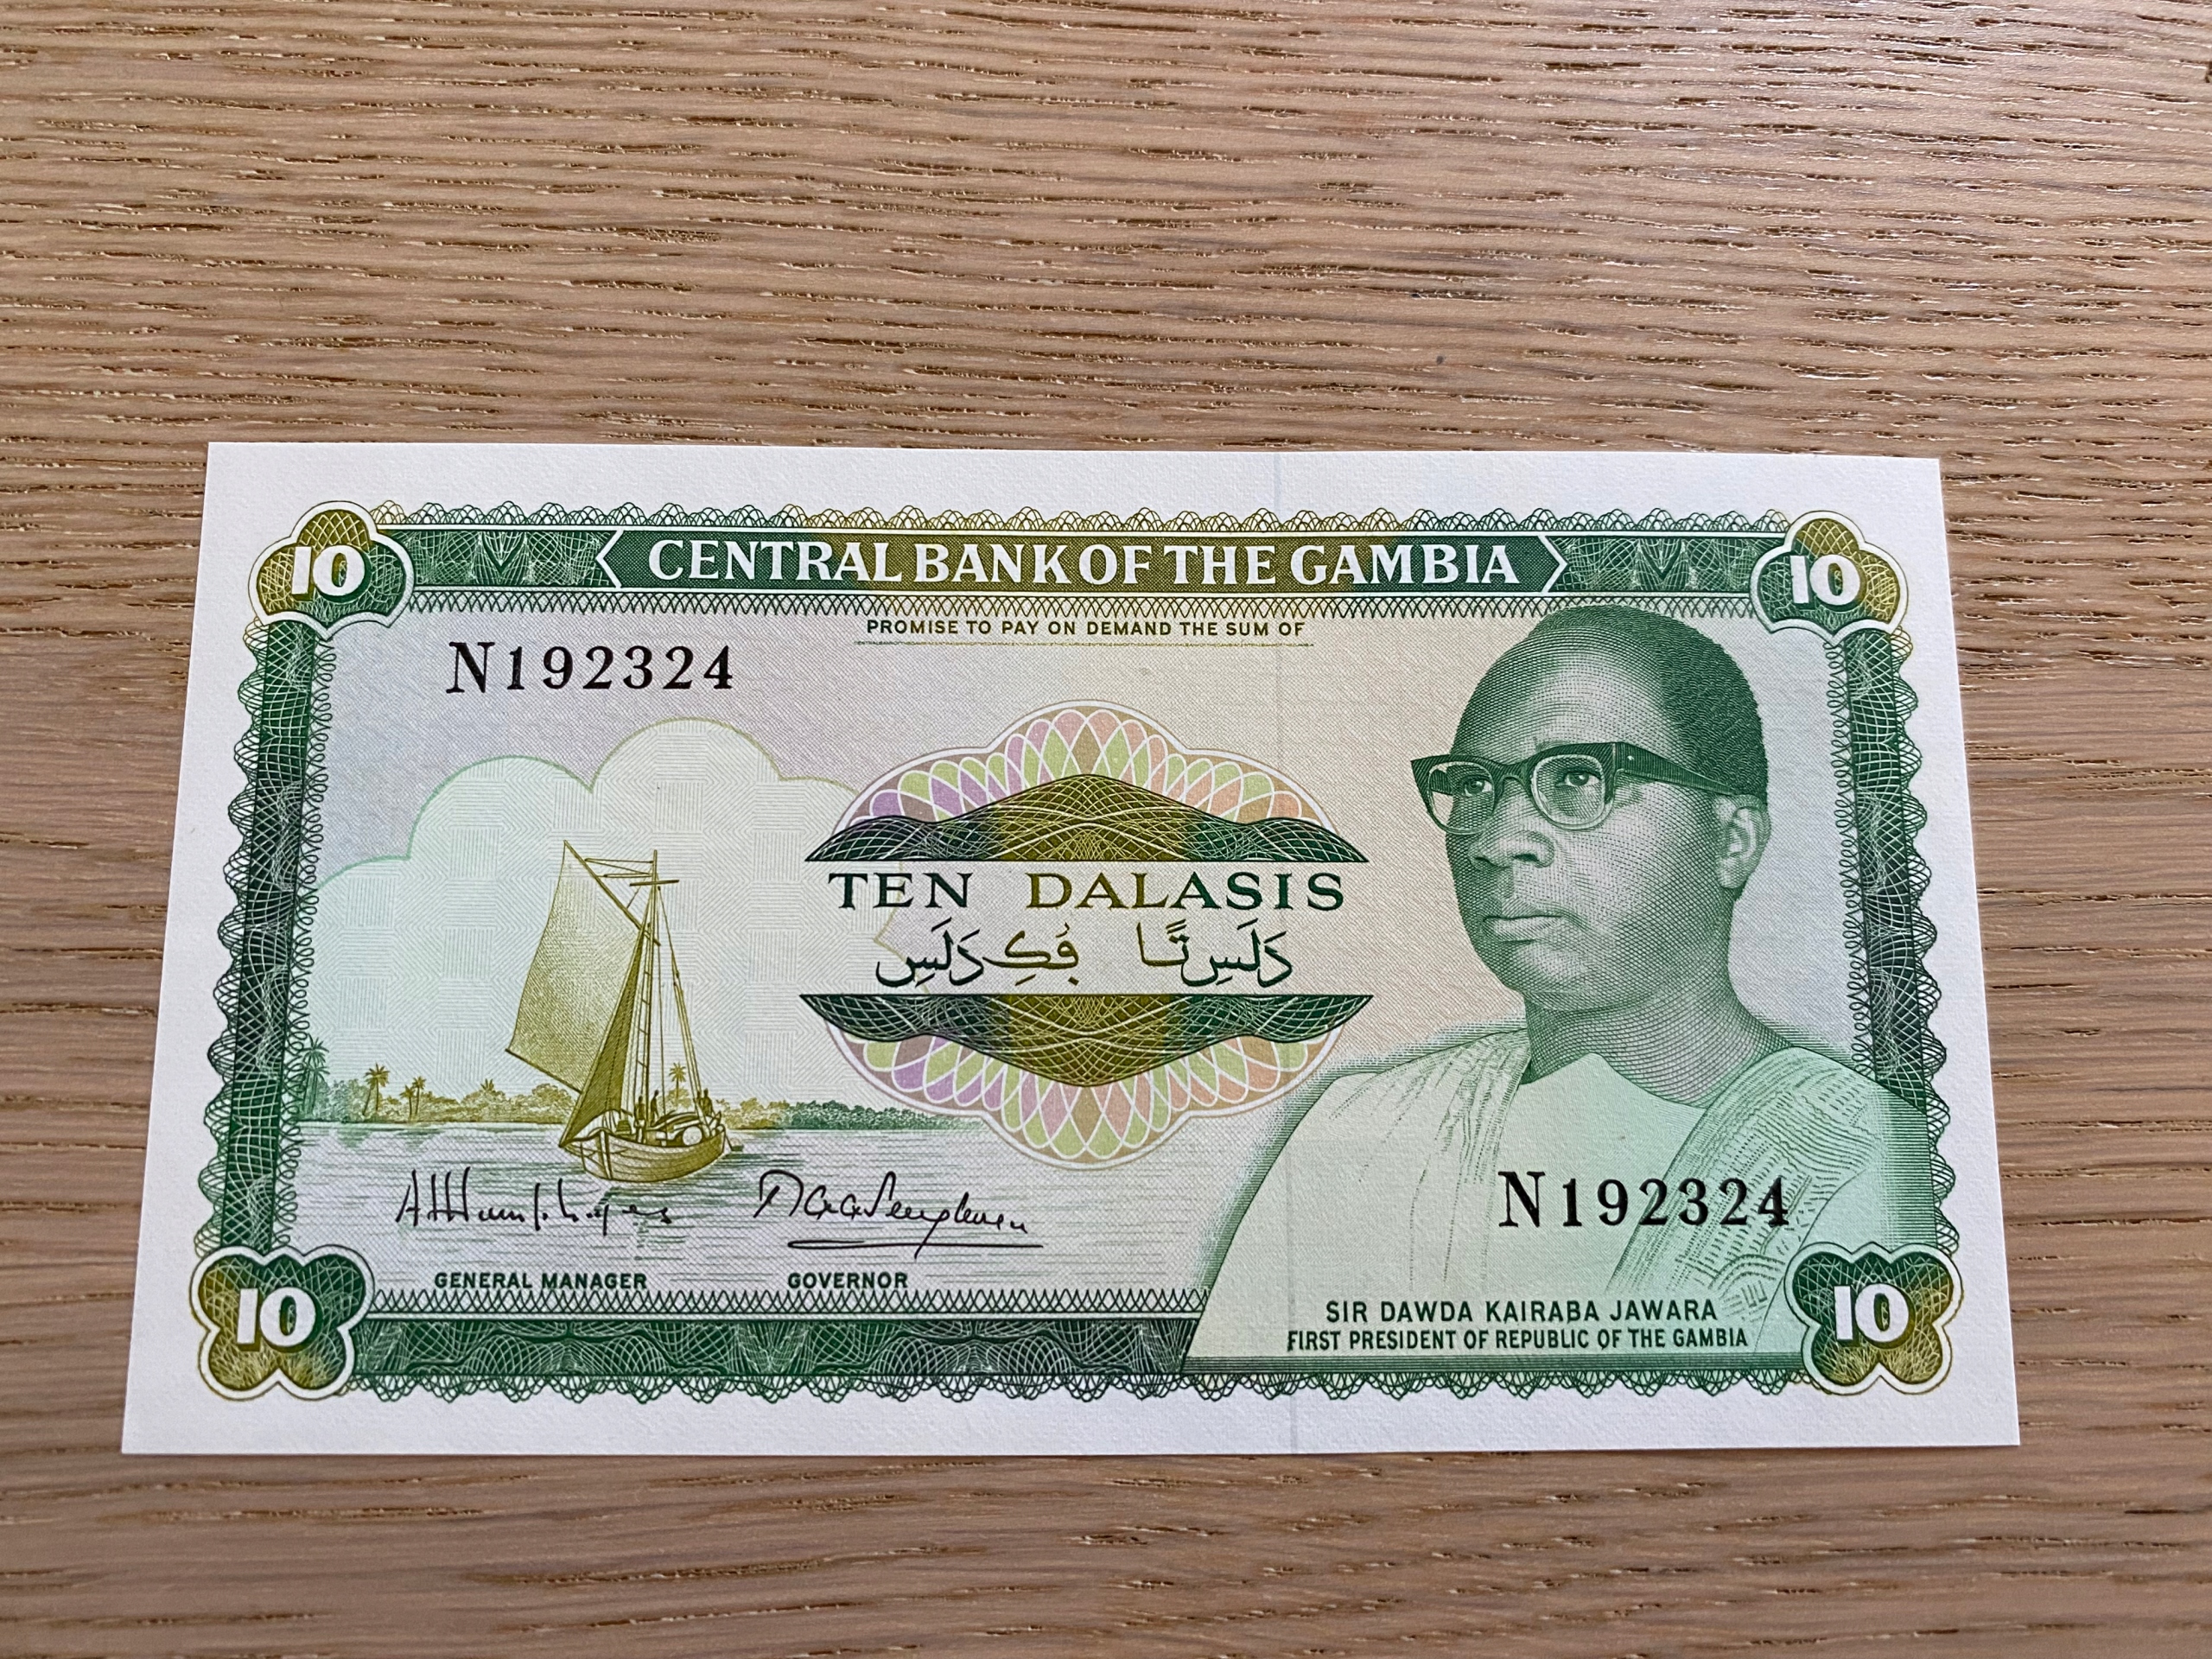 10
CENTRAL BANK OF THE GAMBIA
10
PROMISE TO PAY ON DEMAND THE SUM OF
N192324
TEN DALASIS
دَلَسِ تًا فُكِ دَلَسِ
N192324
GENERAL MANAGER
GOVERNOR
SIR DAWDA KAIRABA JAWARA
FIRST PRESIDENT OF REPUBLIC OF THE GAMBIA
10
10